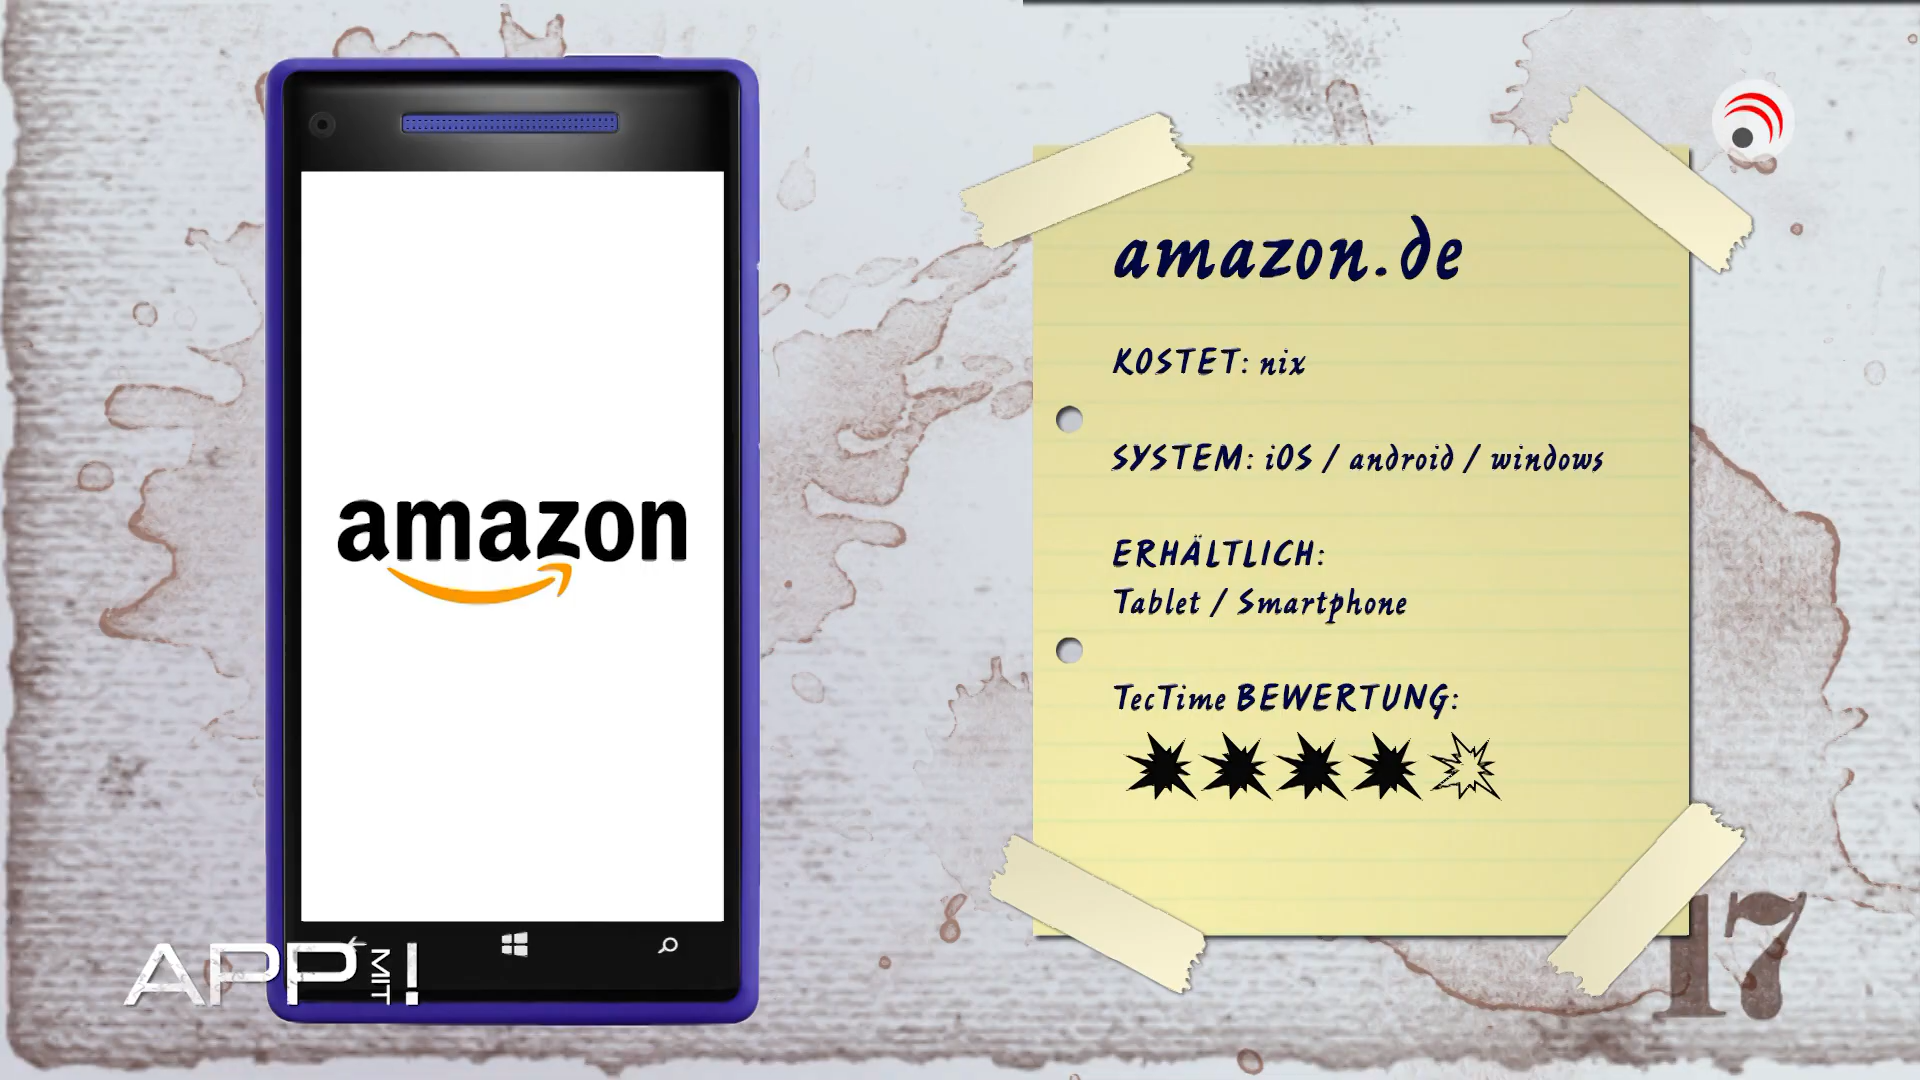 amazon
amazon.de
KOSTET: nix
SYSTEM: iOS / android / windows
ERHÄLTLICH:
Tablet / Smartphone
TecTime BEWERTUNG:
APP MIT !
17